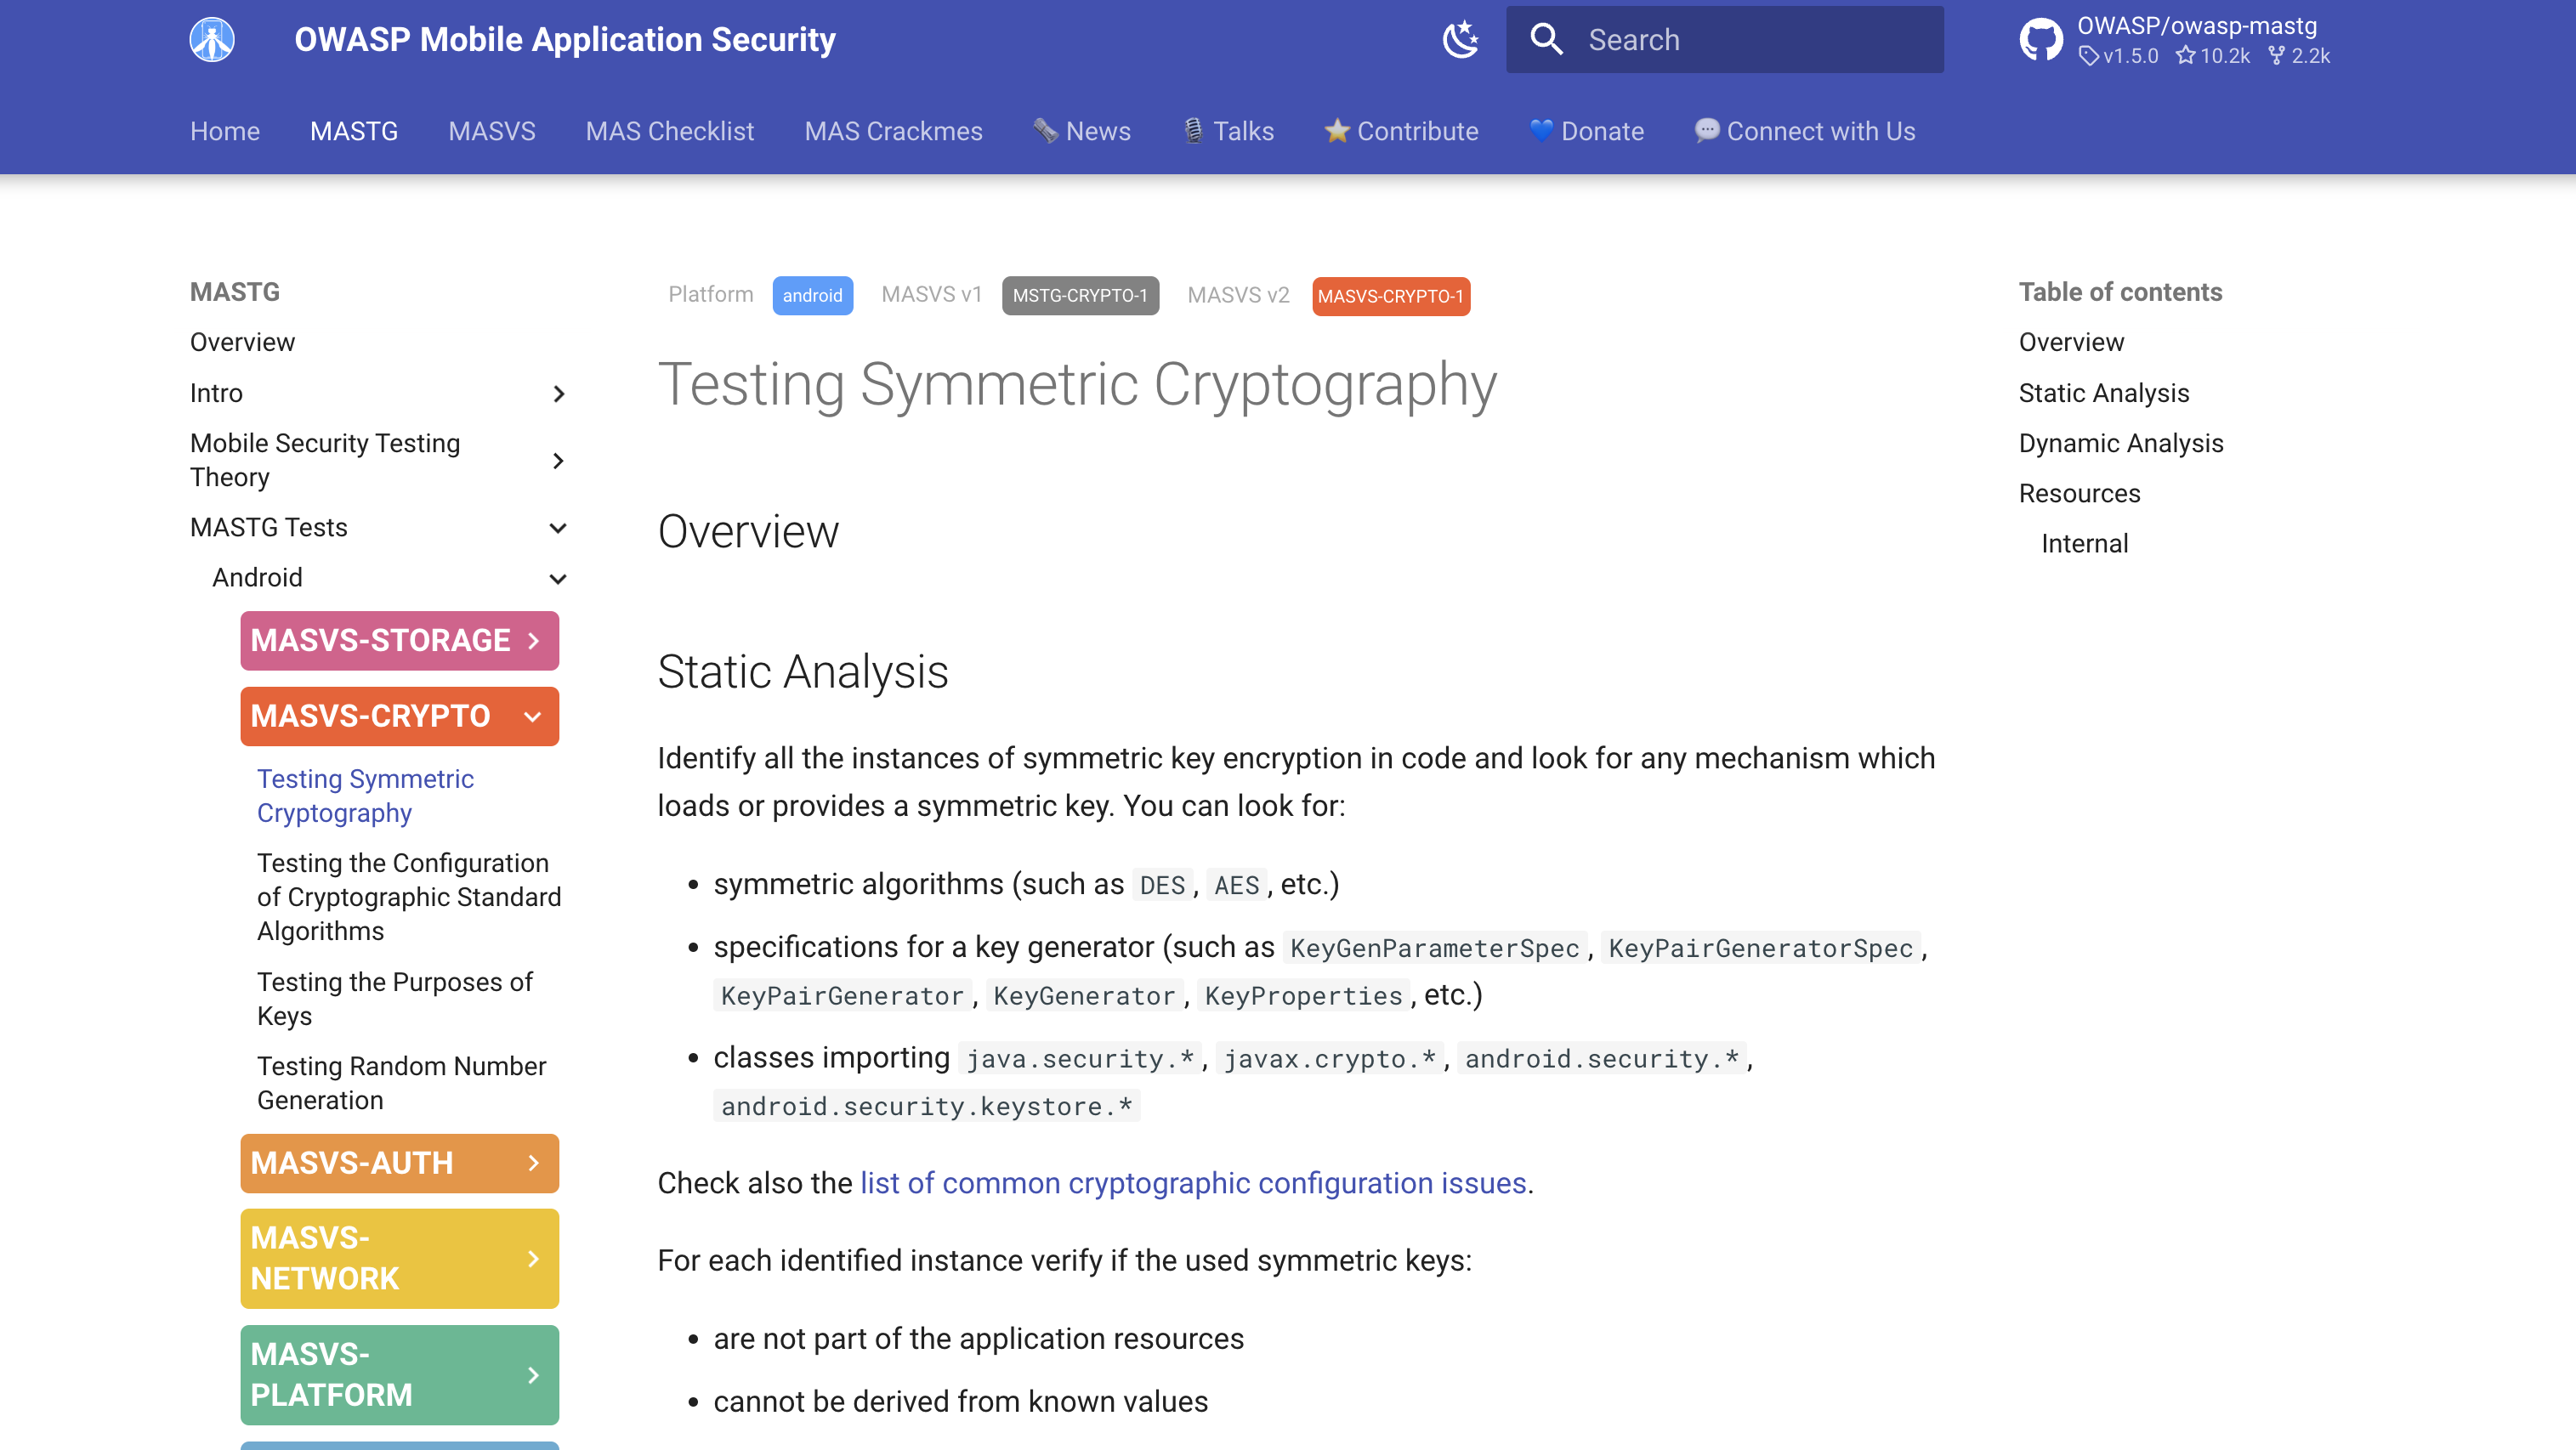 OWASP Mobile Application Security
Search
OWASP/owasp-mastg
v1.5.0 10.2k 2.2k
Home MASTG MASVS MAS Checklist MAS Crackmes News Talks Contribute Donate Connect with Us
MASTG
Overview
Intro
Mobile Security Testing
Theory
MASTG Tests
Android
MASVS-STORAGE
MASVS-CRYPTO
Testing Symmetric
Cryptography
Testing the Configuration
of Cryptographic Standard
Algorithms
Testing the Purposes of
Keys
Testing Random Number
Generation
MASVS-AUTH
MASVS-
NETWORK
MASVS-
PLATFORM
Platform android MASVS v1 MSTG-CRYPTO-1 MASVS v2 MASVS-CRYPTO-1
Testing Symmetric Cryptography
Overview
Static Analysis
Identify all the instances of symmetric key encryption in code and look for any mechanism which
loads or provides a symmetric key. You can look for:
• symmetric algorithms (such as DES, AES, etc.)
• specifications for a key generator (such as KeyGenParameterSpec, KeyPairGeneratorSpec,
KeyPairGenerator, KeyGenerator, KeyProperties, etc.)
• classes importing java.security.*, javax.crypto.*, android.security.*,
android.security.keystore.*
Check also the list of common cryptographic configuration issues.
For each identified instance verify if the used symmetric keys:
• are not part of the application resources
• cannot be derived from known values
Table of contents
Overview
Static Analysis
Dynamic Analysis
Resources
Internal